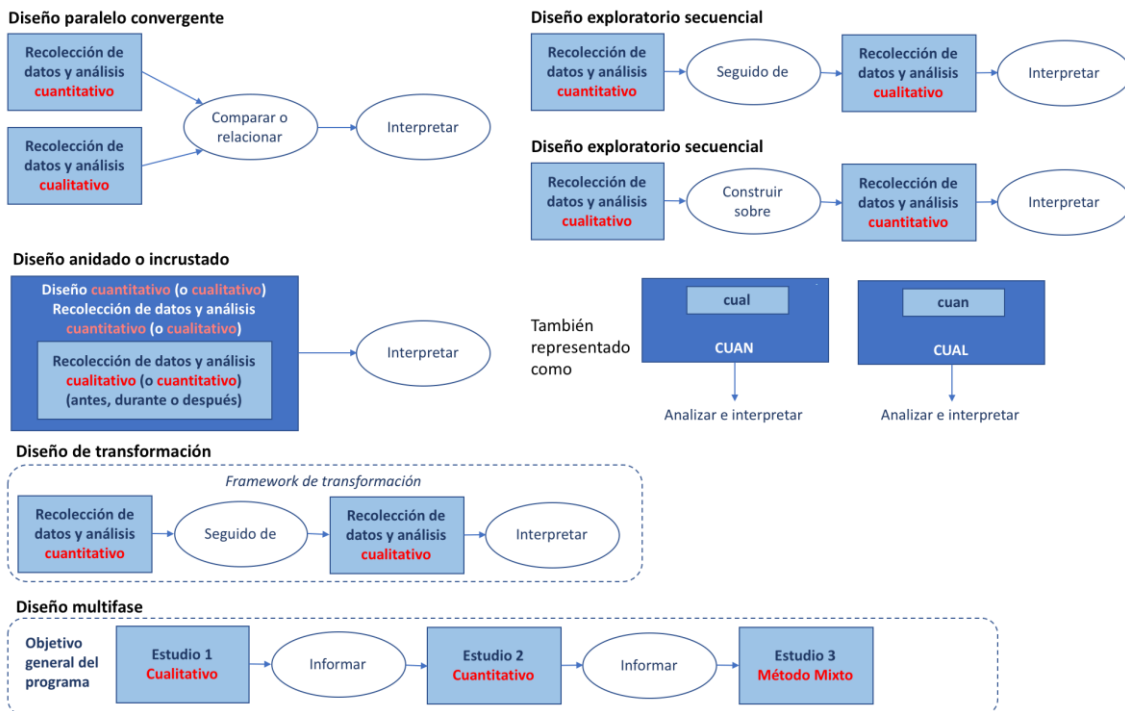 Diseño paralelo convergente
Recolección de
datos y análisis
cuantitativo
Recolección de
datos y análisis
cualitativo
Comparar o
relacionar
Interpretar
Diseño exploratorio secuencial
Recolección de
datos y análisis
cuantitativo
Seguido de
Recolección de
datos y análisis
cualitativo
Interpretar
Diseño exploratorio secuencial
Recolección de
datos y análisis
cualitativo
Construir
sobre
Recolección de
datos y análisis
cuantitativo
Interpretar
Diseño anidado o incrustado
Diseño cuantitativo (o cualitativo)
Recolección de datos y análisis
cuantitativo (o cualitativo)
Recolección de datos y análisis
cualitativo (o cuantitativo)
(antes, durante o después)
Interpretar
También
representado
como
cual
CUAN
Analizar e interpretar
cuan
CUAL
Analizar e interpretar
Diseño de transformación
Framework de transformación
Recolección de
datos y análisis
cuantitativo
Seguido de
Recolección de
datos y análisis
cualitativo
Interpretar
Diseño multifase
Objetivo
general del
programa
Estudio 1
Cualitativo
Informar
Estudio 2
Cuantitativo
Informar
Estudio 3
Método Mixto